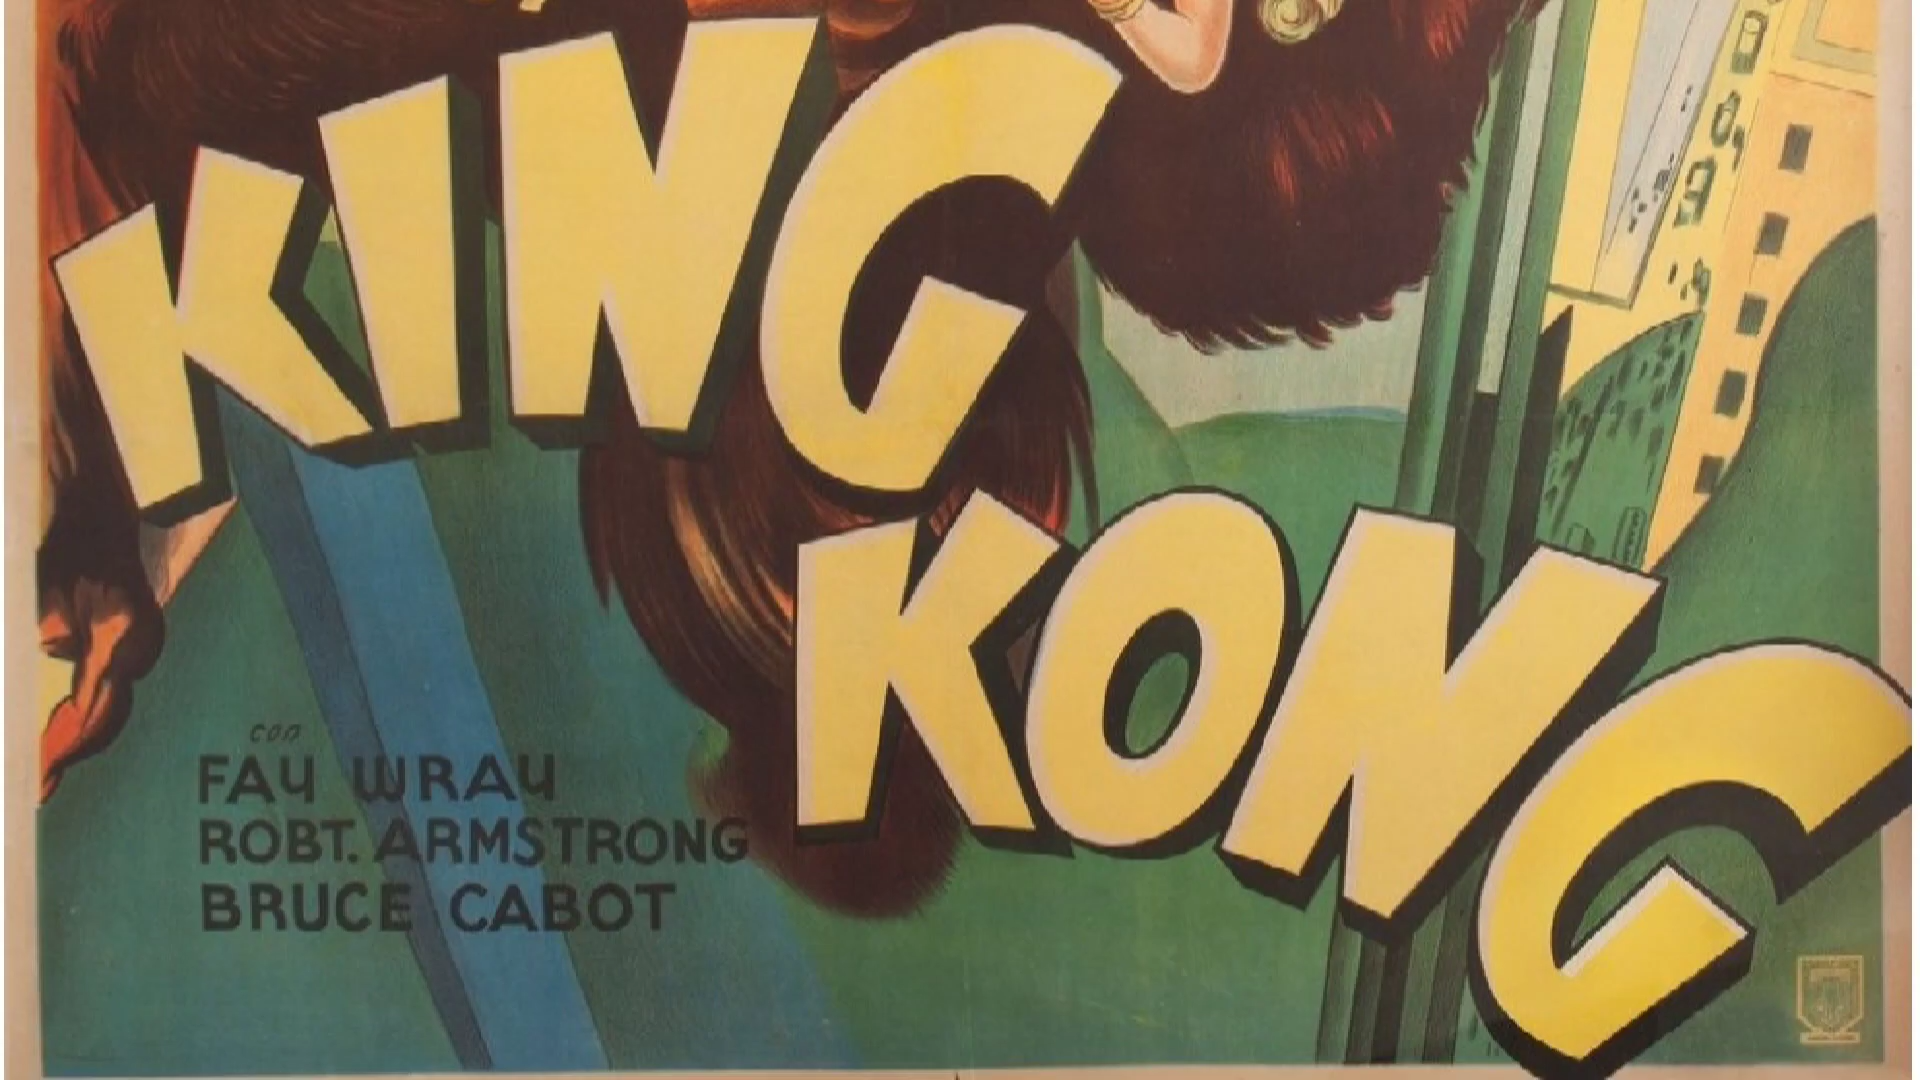 KING
KONG
con
FAY WRAY
ROBT. ARMSTRONG
BRUCE CABOT